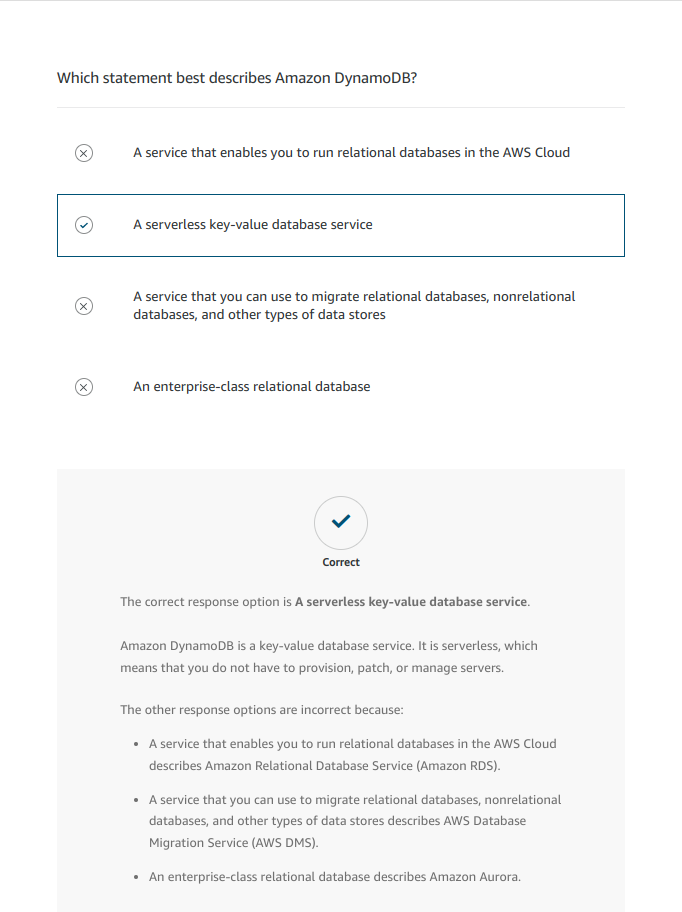 Which statement best describes Amazon DynamoDB?
A service that enables you to run relational databases in the AWS Cloud
A serverless key-value database service
A service that you can use to migrate relational databases, nonrelational
databases, and other types of data stores
An enterprise-class relational database
Correct
The correct response option is A serverless key-value database service.
Amazon DynamoDB is a key-value database service. It is serverless, which
means that you do not have to provision, patch, or manage servers.
The other response options are incorrect because:
• A service that enables you to run relational databases in the AWS Cloud
describes Amazon Relational Database Service (Amazon RDS).
• A service that you can use to migrate relational databases, nonrelational
databases, and other types of data stores describes AWS Database
Migration Service (AWS DMS).
• An enterprise-class relational database describes Amazon Aurora.